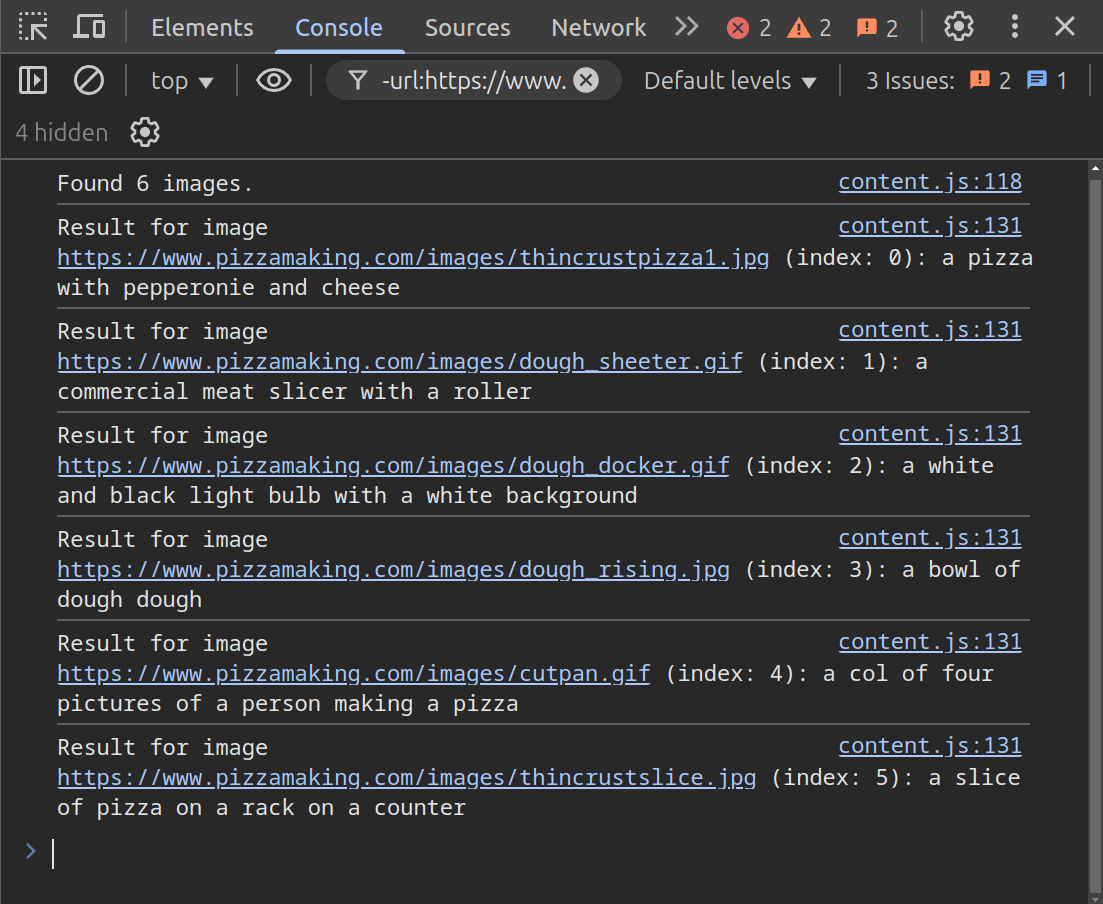 Elements Console Sources Network 2 2 2
top -url:https://www. Default levels 3 Issues: 2 1
4 hidden
Found 6 images. content.js:118
Result for image content.js:131
https://www.pizzamaking.com/images/thincrustpizza1.jpg (index: 0): a pizza
with pepperonie and cheese
Result for image content.js:131
https://www.pizzamaking.com/images/dough_sheeter.gif (index: 1): a
commercial meat slicer with a roller
Result for image content.js:131
https://www.pizzamaking.com/images/dough_docker.gif (index: 2): a white
and black light bulb with a white background
Result for image content.js:131
https://www.pizzamaking.com/images/dough_rising.jpg (index: 3): a bowl of
dough dough
Result for image content.js:131
https://www.pizzamaking.com/images/cutpan.gif (index: 4): a col of four
pictures of a person making a pizza
Result for image content.js:131
https://www.pizzamaking.com/images/thincrustslice.jpg (index: 5): a slice
of pizza on a rack on a counter